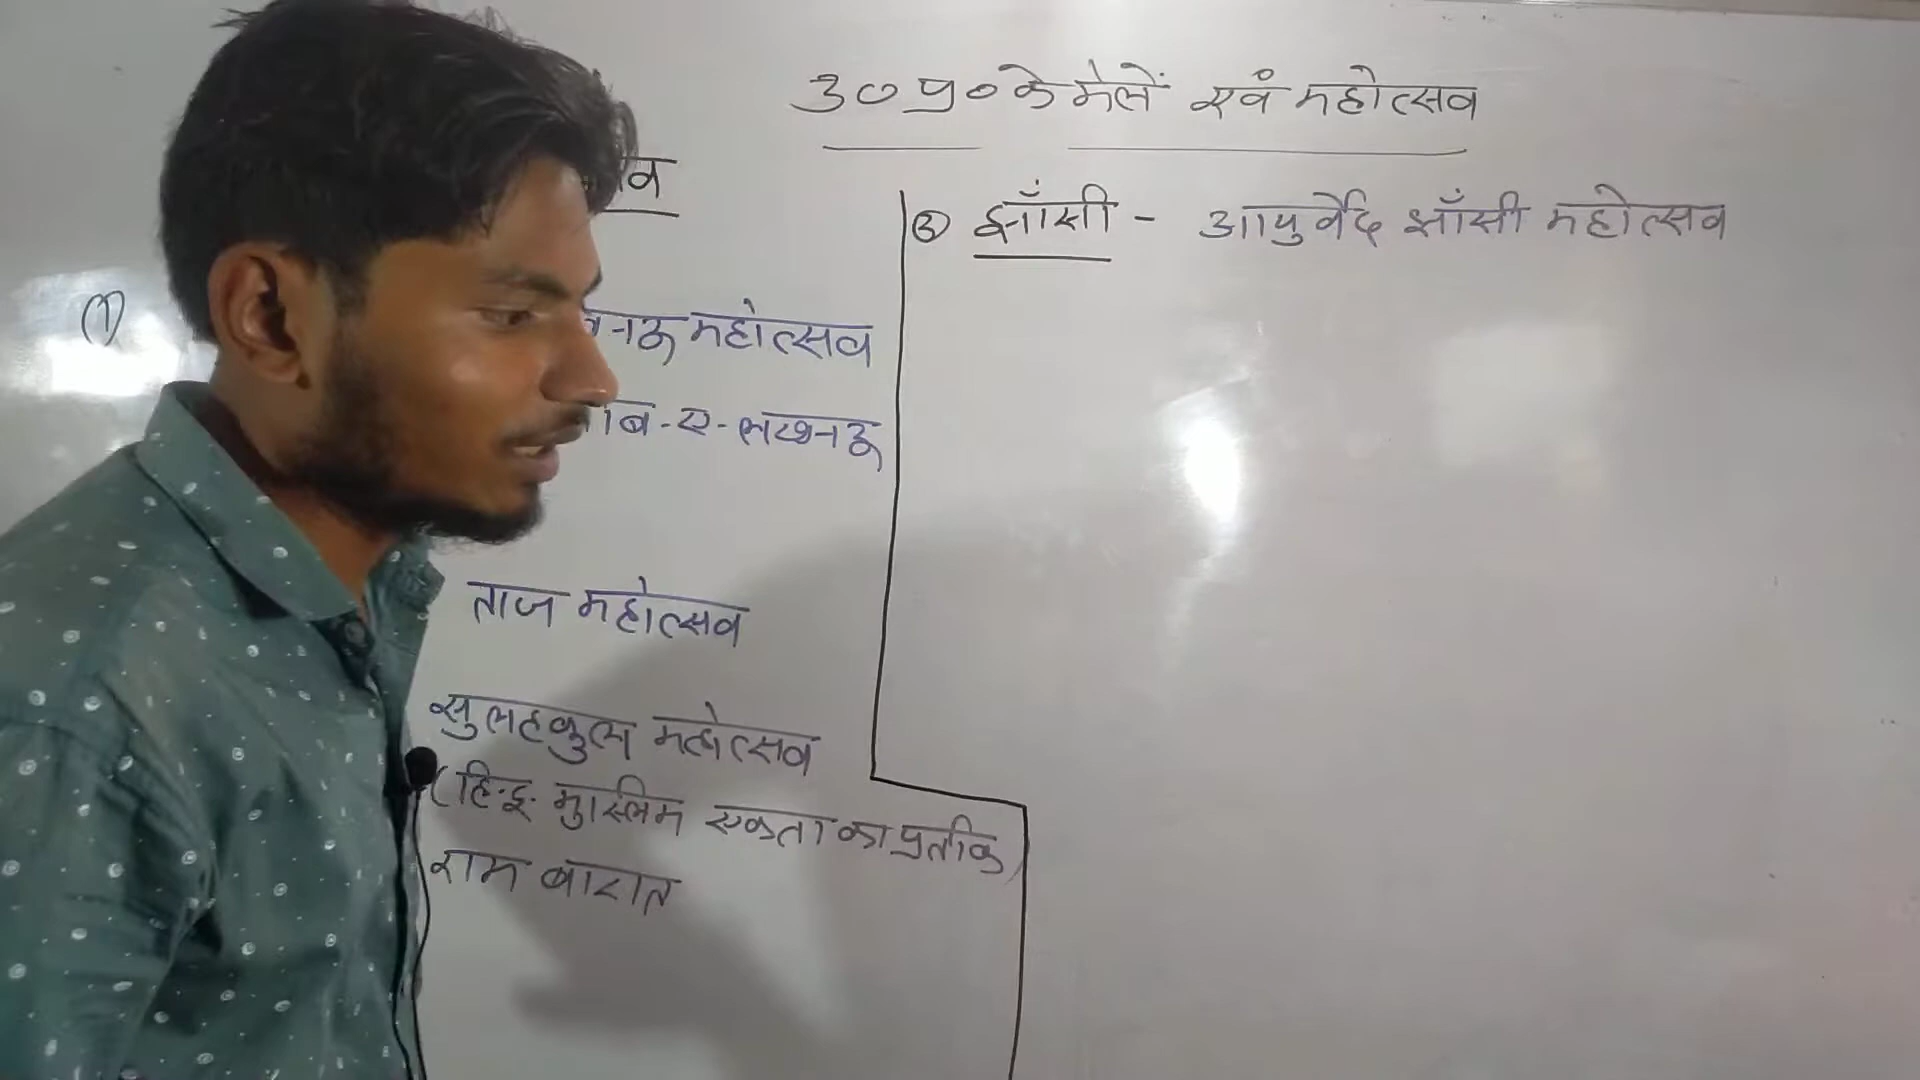 उ० प्र० के मेलें एवं महोत्सव
(1)
महोत्सव
ए-लखनऊ
ताज महोत्सव
सुलहकुल महोत्सव
(हि.इ. मुस्लिम एकता का प्रतीक)
राम बारात
③ झाँसी - आयुर्वेद झाँसी महोत्सव